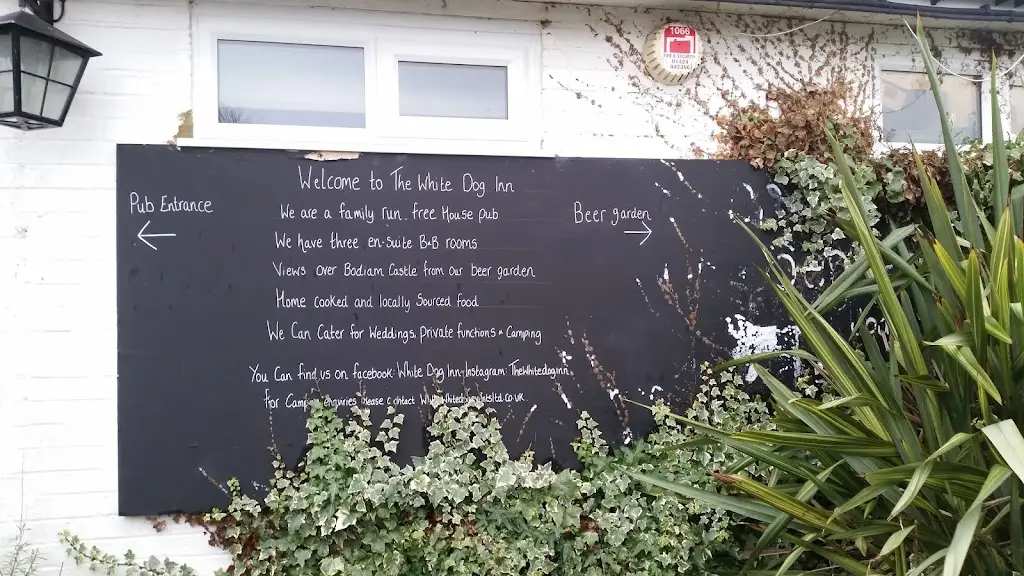 1066
FIRE & SECURITY
01424
Welcome to The White Dog Inn
Pub Entrance
We are a family run, free House pub
Beer garden
We have three en-suite B+B rooms
Views over Bodiam Castle from our beer garden
Home cooked and locally Sourced food
We Can Cater for Weddings, private functions + Camping
You Can find us on facebook: White Dog Inn-Instagram: TheWhitedoginn
For enquiries Please contact